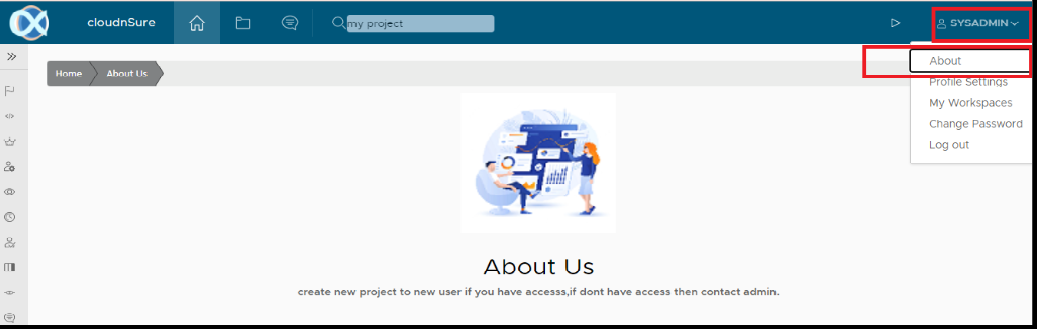 cloudnSure
my project
SYSADMIN
About
Profile Settings
My Workspaces
Change Password
Log out
Home
About Us
About Us
create new project to new user if you have accesss,if dont have access then contact admin.